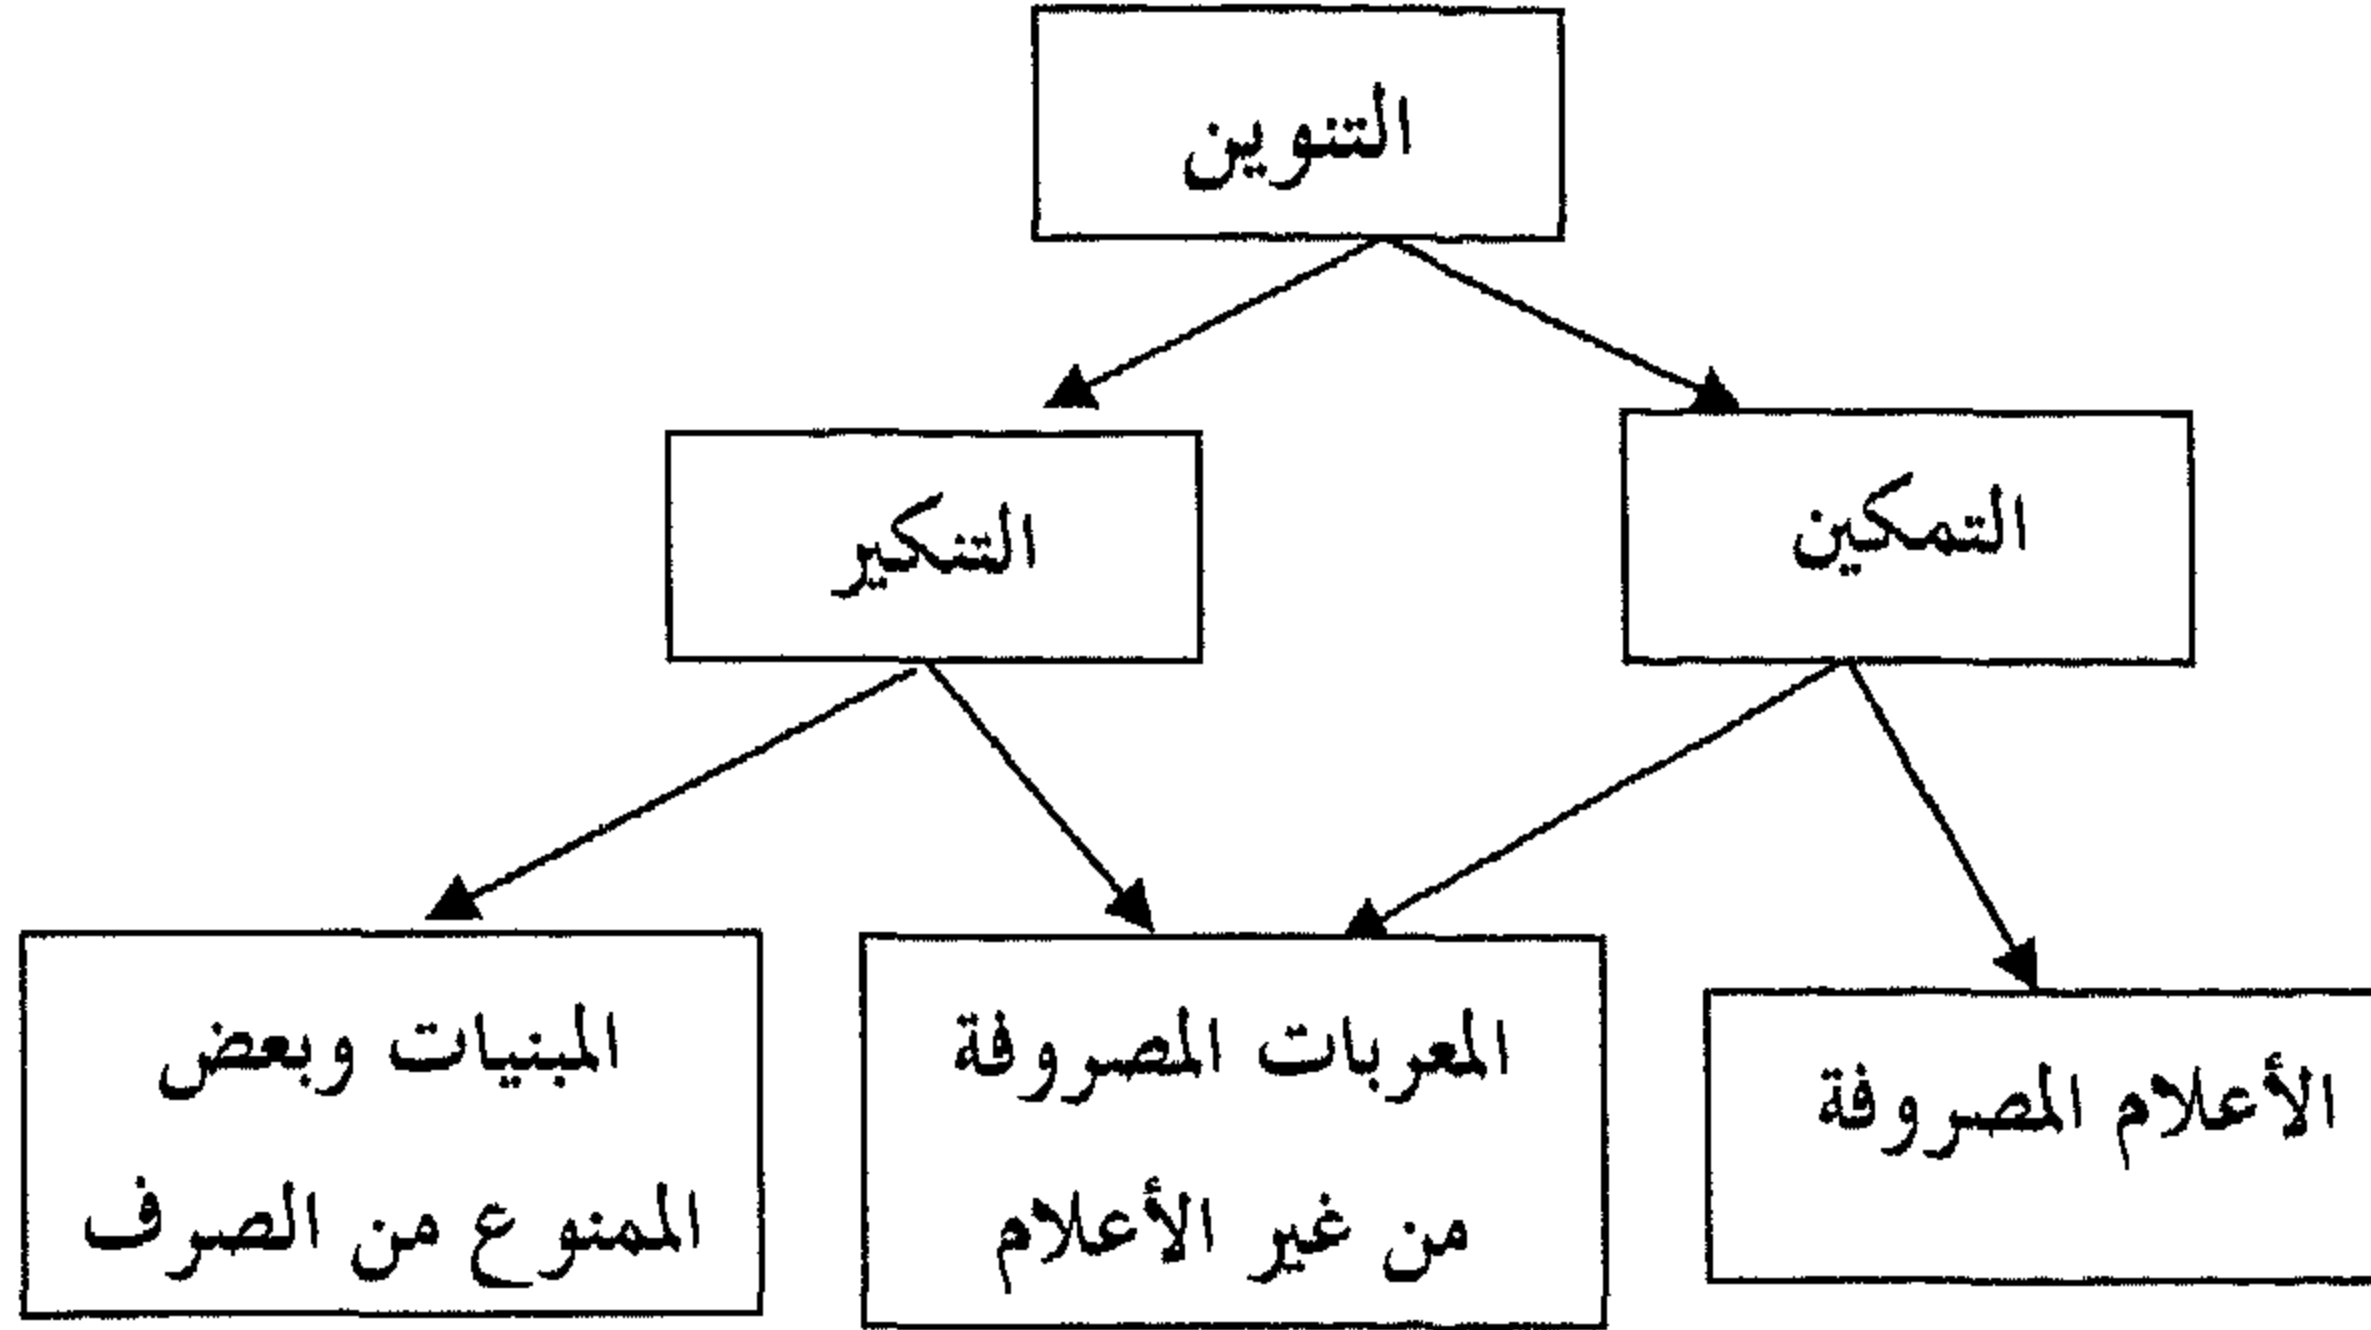 التنوين
التمكين
التنكير
الأعلام المصروفة
المعربات المصروفة
من غير الأعلام
المبنيات وبعض
الممنوع من الصرف